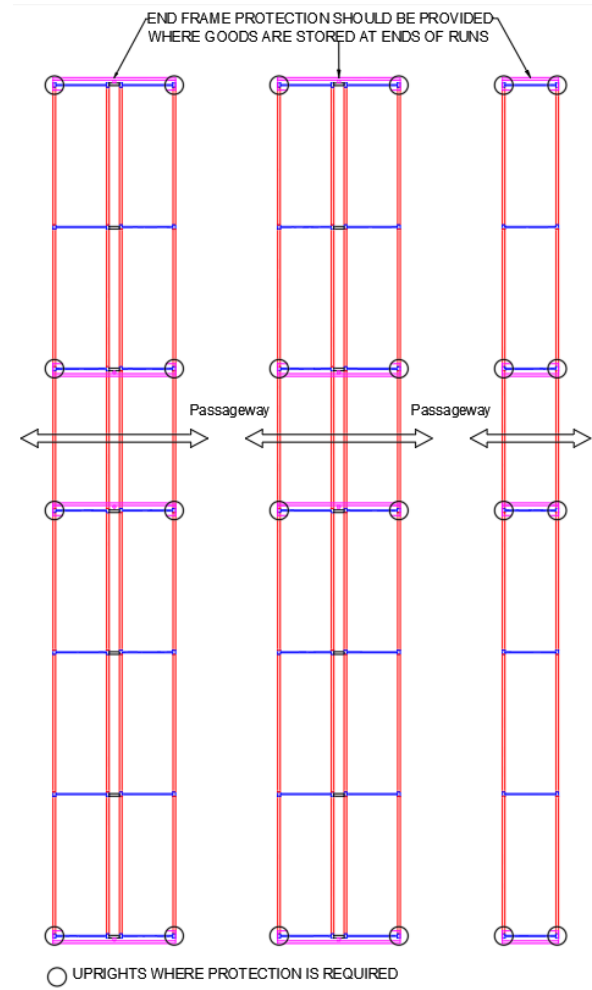 END FRAME PROTECTION SHOULD BE PROVIDED
WHERE GOODS ARE STORED AT ENDS OF RUNS
Passageway
Passageway
UPRIGHTS WHERE PROTECTION IS REQUIRED